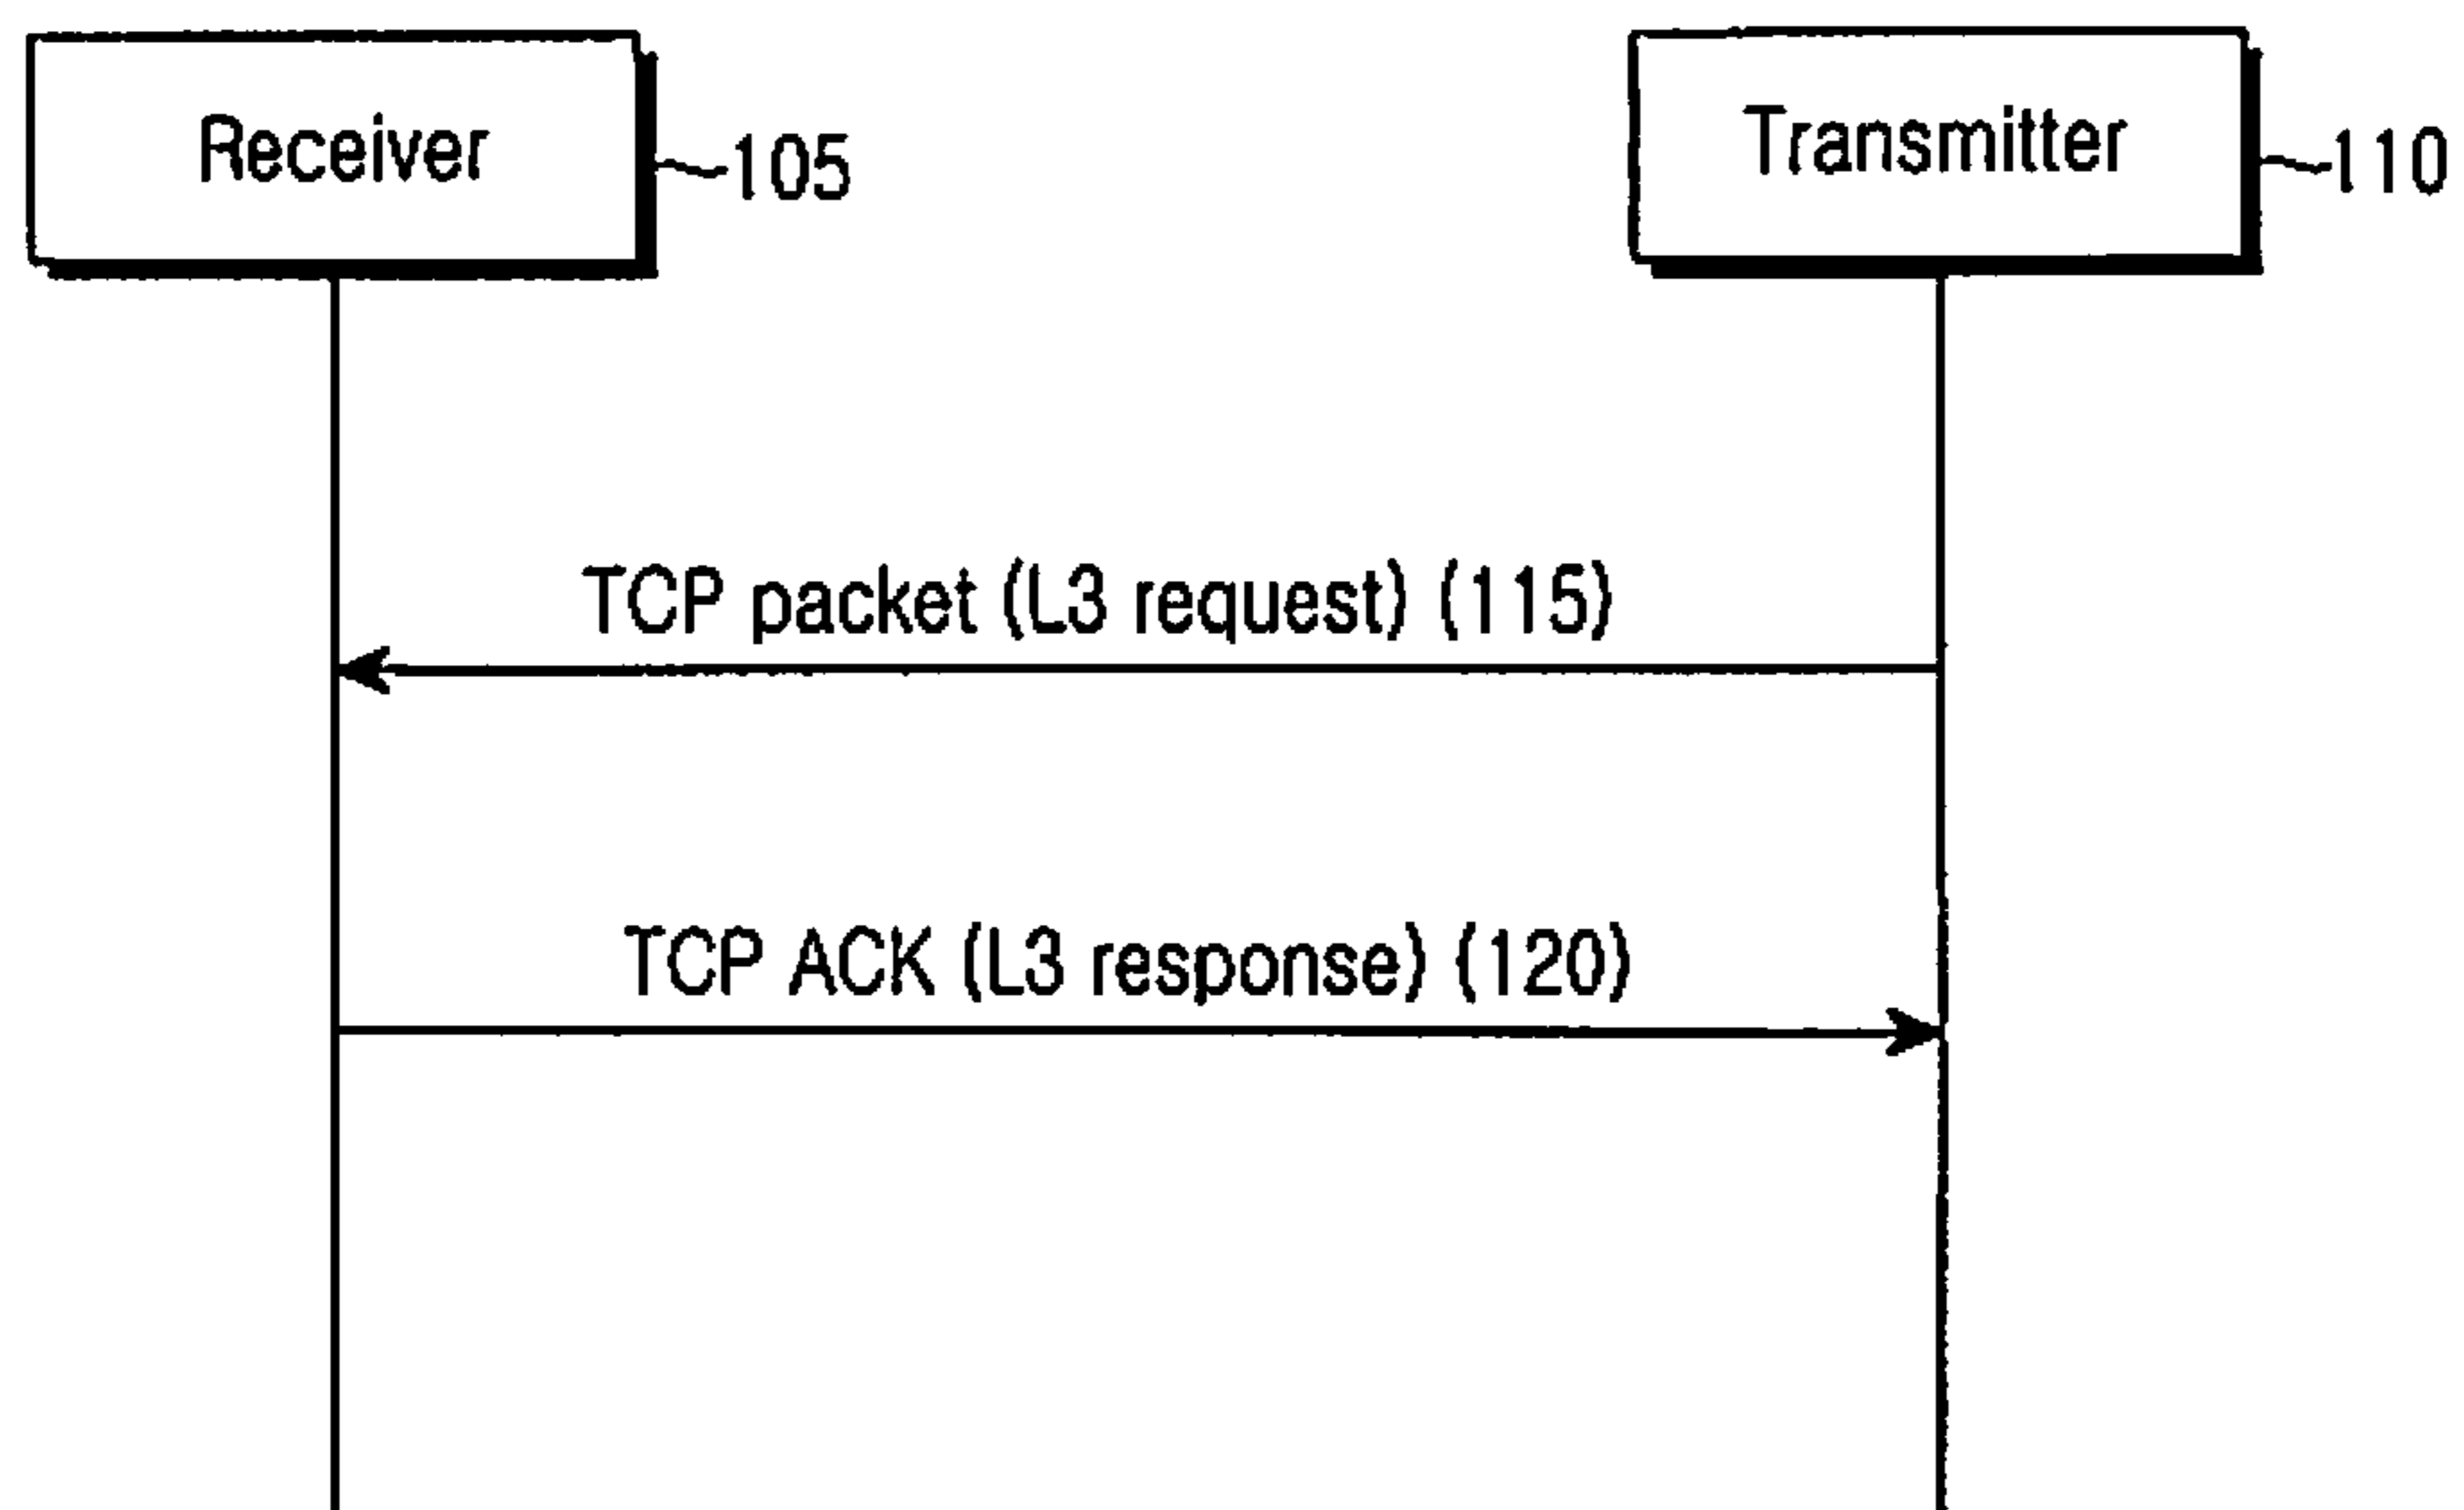 Receiver
105
Transmitter
110
TCP packet (L3 request) (115)
TCP ACK (L3 response) (120)